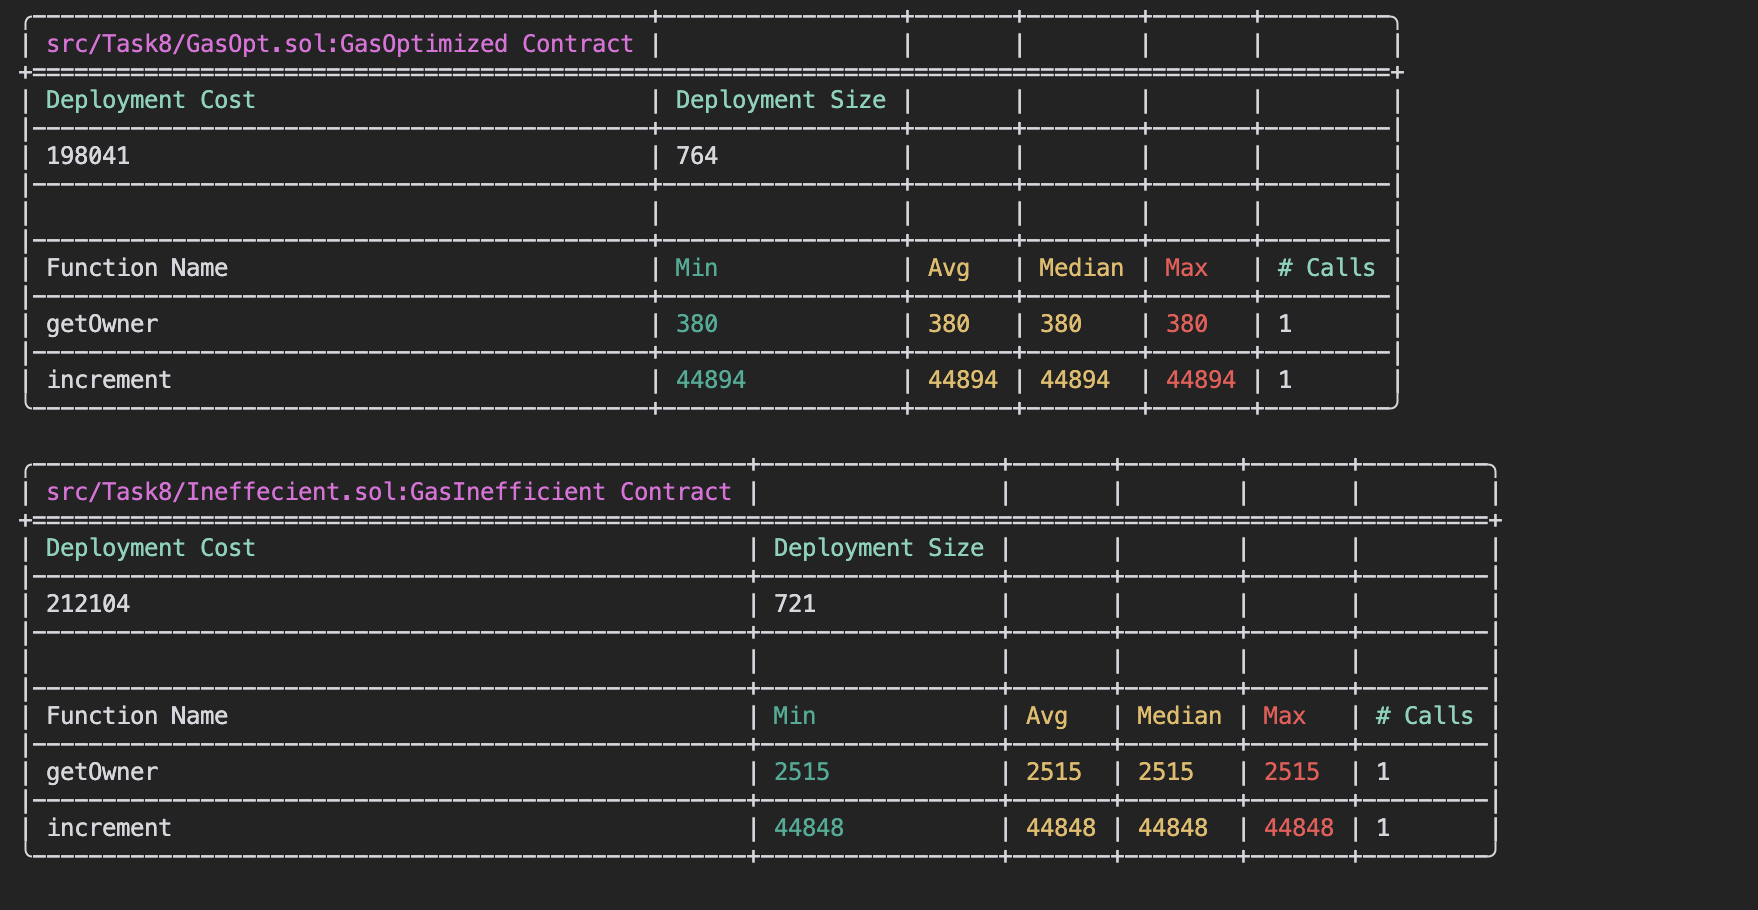 src/Task8/GasOpt.sol:GasOptimized Contract
Deployment Cost | Deployment Size
198041 | 764
Function Name | Min | Avg | Median | Max | # Calls
getOwner | 380 | 380 | 380 | 380 | 1
increment | 44894 | 44894 | 44894 | 44894 | 1
src/Task8/Ineffecient.sol:GasInefficient Contract
Deployment Cost | Deployment Size
212104 | 721
Function Name | Min | Avg | Median | Max | # Calls
getOwner | 2515 | 2515 | 2515 | 2515 | 1
increment | 44848 | 44848 | 44848 | 44848 | 1